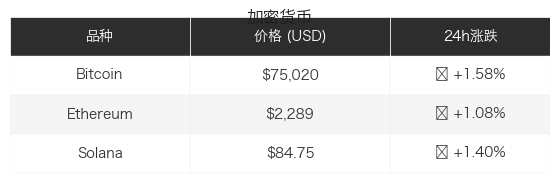 加密货币
品种 价格 (USD) 24h涨跌
Bitcoin $75,020 +1.58%
Ethereum $2,289 +1.08%
Solana $84.75 +1.40%